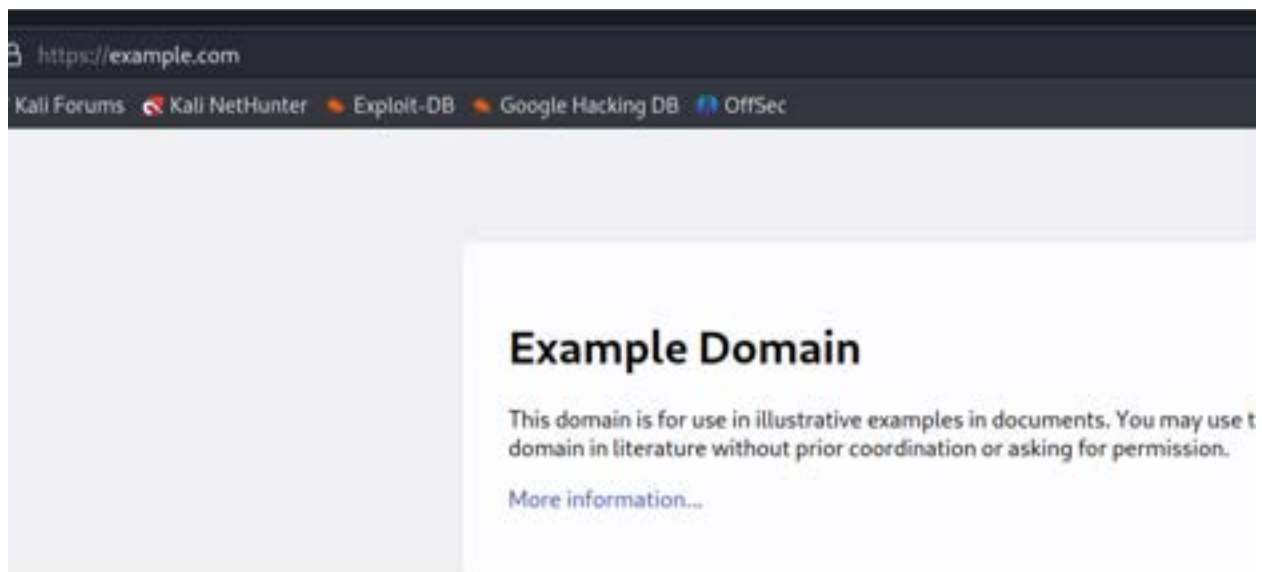 https://example.com
Kali Forums Kali NetHunter Exploit-DB Google Hacking DB OffSec
Example Domain
This domain is for use in illustrative examples in documents. You may use
domain in literature without prior coordination or asking for permission.
More information...